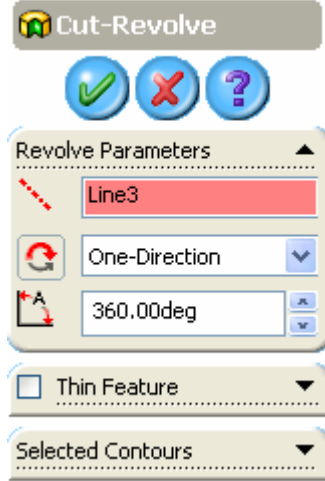 Cut-Revolve
?
Revolve Parameters
Line3
One-Direction
A
360.00deg
Thin Feature
Selected Contours